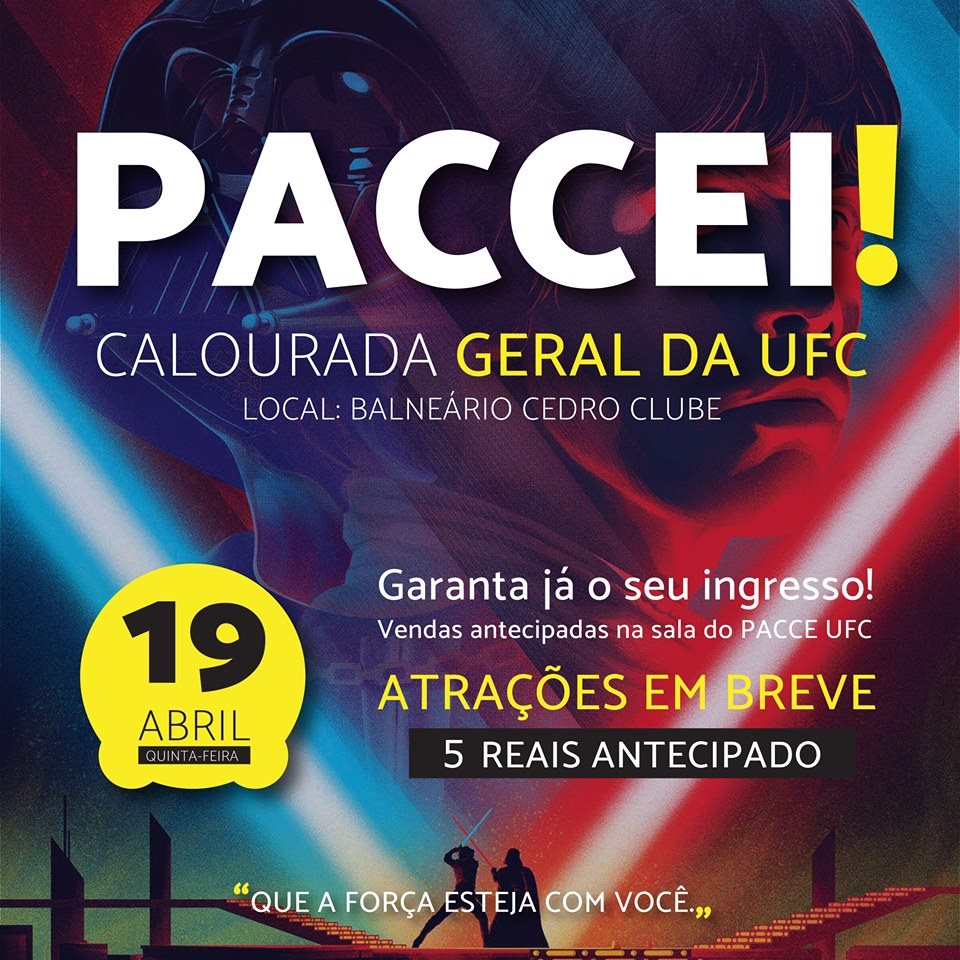 PACCEI!
CALOURADA GERAL DA UFC
LOCAL: BALNEÁRIO CEDRO CLUBE
19
ABRIL
QUINTA-FEIRA
Garanta já o seu ingresso!
Vendas antecipadas na sala do PACCE UFC
ATRAÇÕES EM BREVE
5 REAIS ANTECIPADO
“QUE A FORÇA ESTEJA COM VOCÊ.„